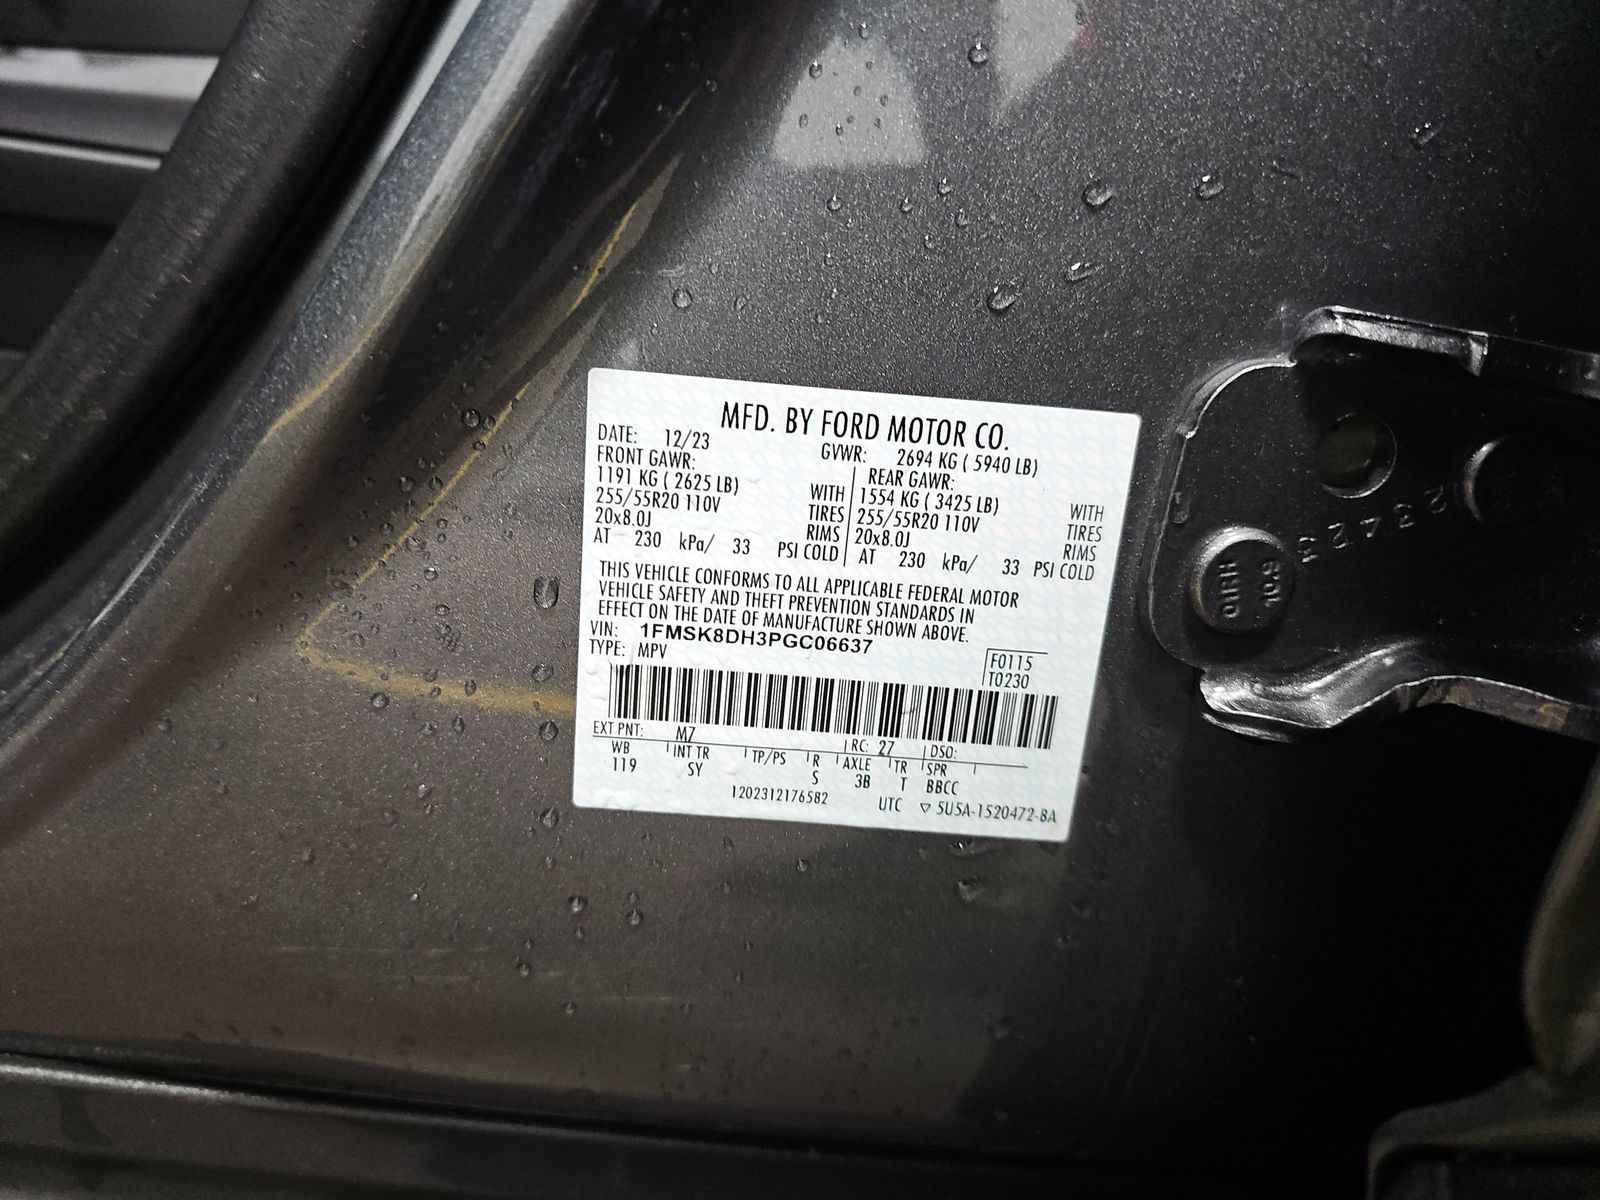 MFD. BY FORD MOTOR CO.
DATE: 12/23 GVWR: 2694 KG ( 5940 LB)
FRONT GAWR: REAR GAWR:
1191 KG ( 2625 LB) WITH 1554 KG ( 3425 LB) WITH
255/55R20 110V TIRES 255/55R20 110V TIRES
20x8.0J RIMS 20x8.0J RIMS
AT 230 kPa/ 33 PSI COLD AT 230 kPa/ 33 PSI COLD
THIS VEHICLE CONFORMS TO ALL APPLICABLE FEDERAL MOTOR
VEHICLE SAFETY AND THEFT PREVENTION STANDARDS IN
EFFECT ON THE DATE OF MANUFACTURE SHOWN ABOVE.
VIN: 1FMSK8DH3PGC06637
TYPE: MPV
F0115
T0230
EXT PNT: M7 RC: 27 DSO:
WB INT TR TP/PS R AXLE TR SPR
119 SY S 3B T BBCC
1202312176582 UTC ▽ 5U5A-1520472-BA